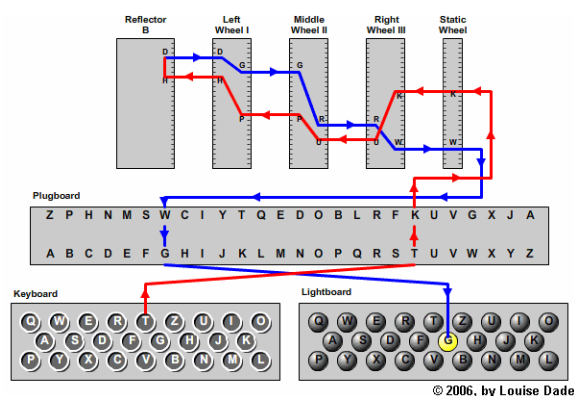 Reflector B
Left Wheel I
Middle Wheel II
Right Wheel III
Static Wheel
D D
G G
H H
K K
P P
R R
U U
W W
Plugboard
Z P H N M S W C I Y T Q E D O B L R F K U V G X J A
A B C D E F G H I J K L M N O P Q R S T U V W X Y Z
Keyboard
Q W E R T Z U I O
A S D F G H J K
P Y X C V B N M L
Lightboard
Q W E R T Z U I O
A S D F G H J K
P Y X C V B N M L
© 2006, by Louise Dade